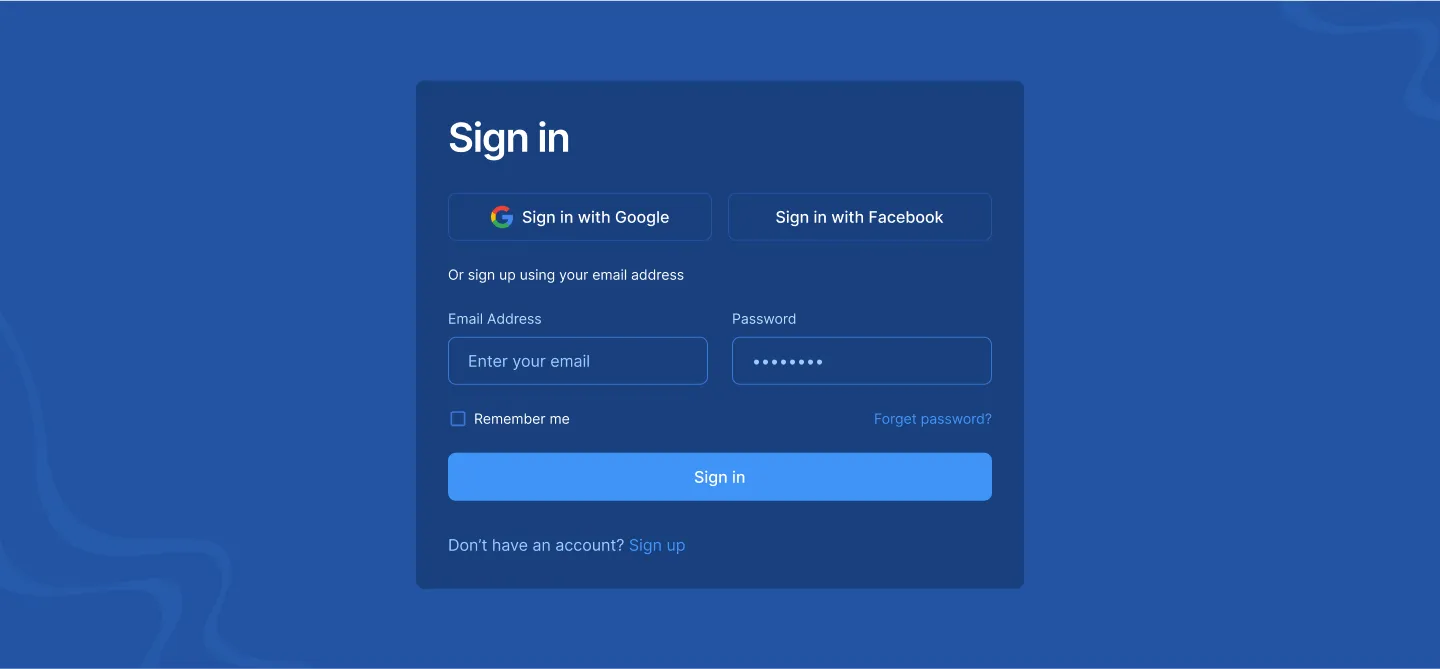 Sign in
Sign in with Google
Sign in with Facebook
Or sign up using your email address
Email Address
Password
Enter your email
••••••••
Remember me
Forget password?
Sign in
Don’t have an account? Sign up